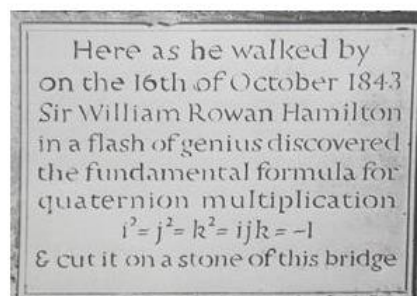 Here as he walked by
on the 16th of October 1843
Sir William Rowan Hamilton
in a flash of genius discovered
the fundamental formula for
quaternion multiplication
i² = j² = k² = ijk = −1
& cut it on a stone of this bridge